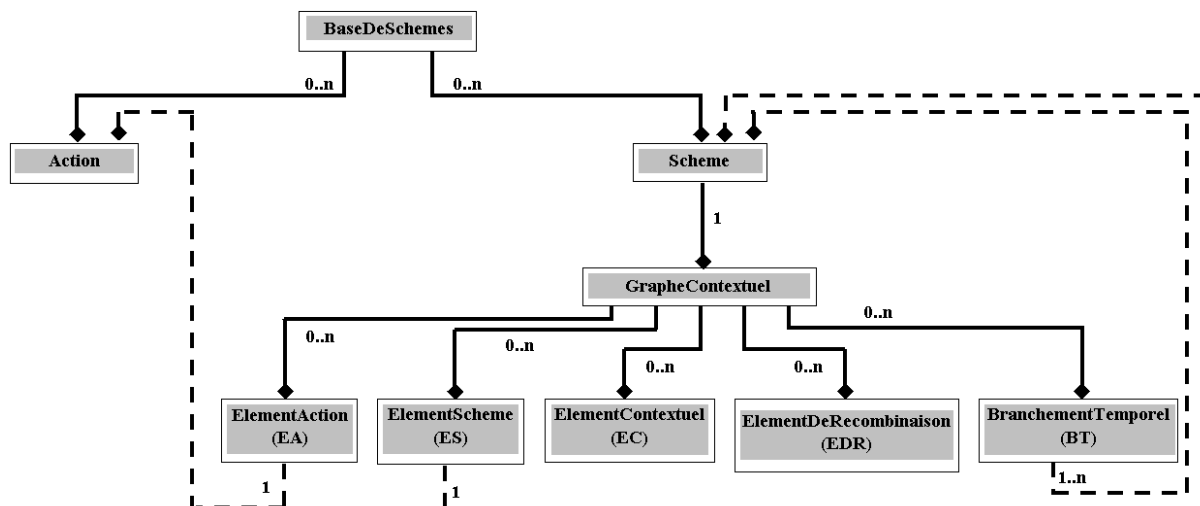 BaseDeSchemes
0..n
0..n
Action
Scheme
1
GrapheContextuel
0..n
0..n
0..n
0..n
0..n
ElementAction
(EA)
ElementScheme
(ES)
ElementContextuel
(EC)
ElementDeRecombinaison
(EDR)
BranchementTemporel
(BT)
1
1
1..n